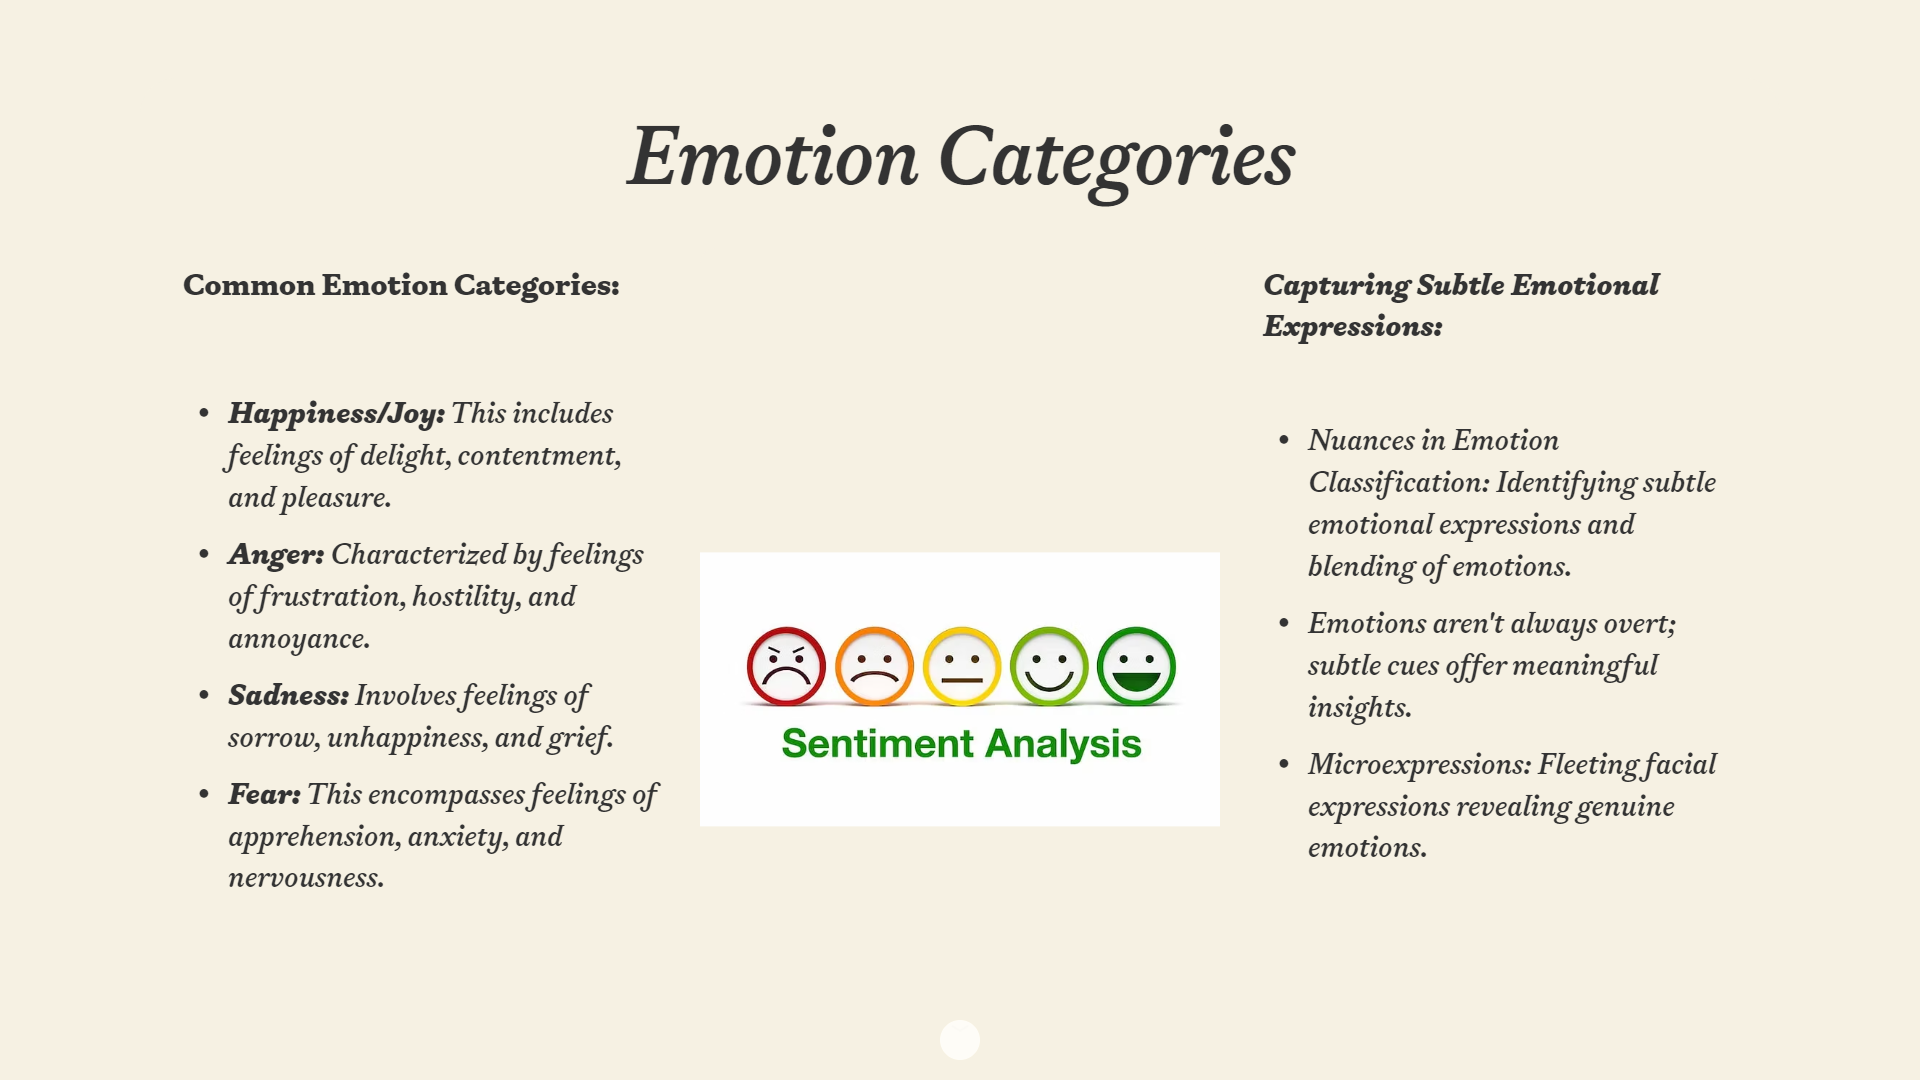 Emotion Categories
Common Emotion Categories:
• Happiness/Joy: This includes
feelings of delight, contentment,
and pleasure.
• Anger: Characterized by feelings
of frustration, hostility, and
annoyance.
• Sadness: Involves feelings of
sorrow, unhappiness, and grief.
• Fear: This encompasses feelings of
apprehension, anxiety, and
nervousness.
Sentiment Analysis
Capturing Subtle Emotional
Expressions:
• Nuances in Emotion
Classification: Identifying subtle
emotional expressions and
blending of emotions.
• Emotions aren't always overt;
subtle cues offer meaningful
insights.
• Microexpressions: Fleeting facial
expressions revealing genuine
emotions.